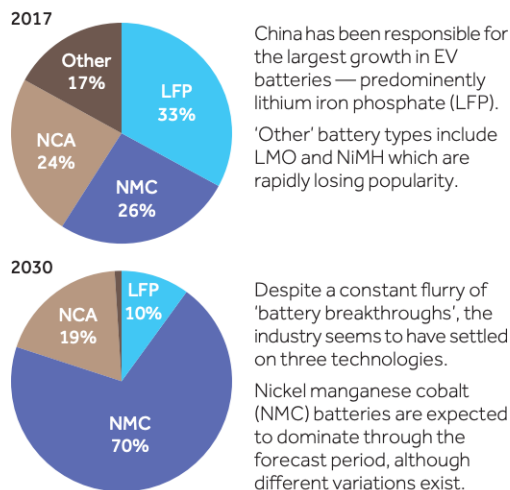 2017
Other
17%
LFP
33%
NCA
24%
NMC
26%
China has been responsible for
the largest growth in EV
batteries — predominently
lithium iron phosphate (LFP).
‘Other’ battery types include
LMO and NiMH which are
rapidly losing popularity.
2030
LFP
10%
NCA
19%
NMC
70%
Despite a constant flurry of
‘battery breakthroughs’, the
industry seems to have settled
on three technologies.
Nickel manganese cobalt
(NMC) batteries are expected
to dominate through the
forecast period, although
different variations exist.